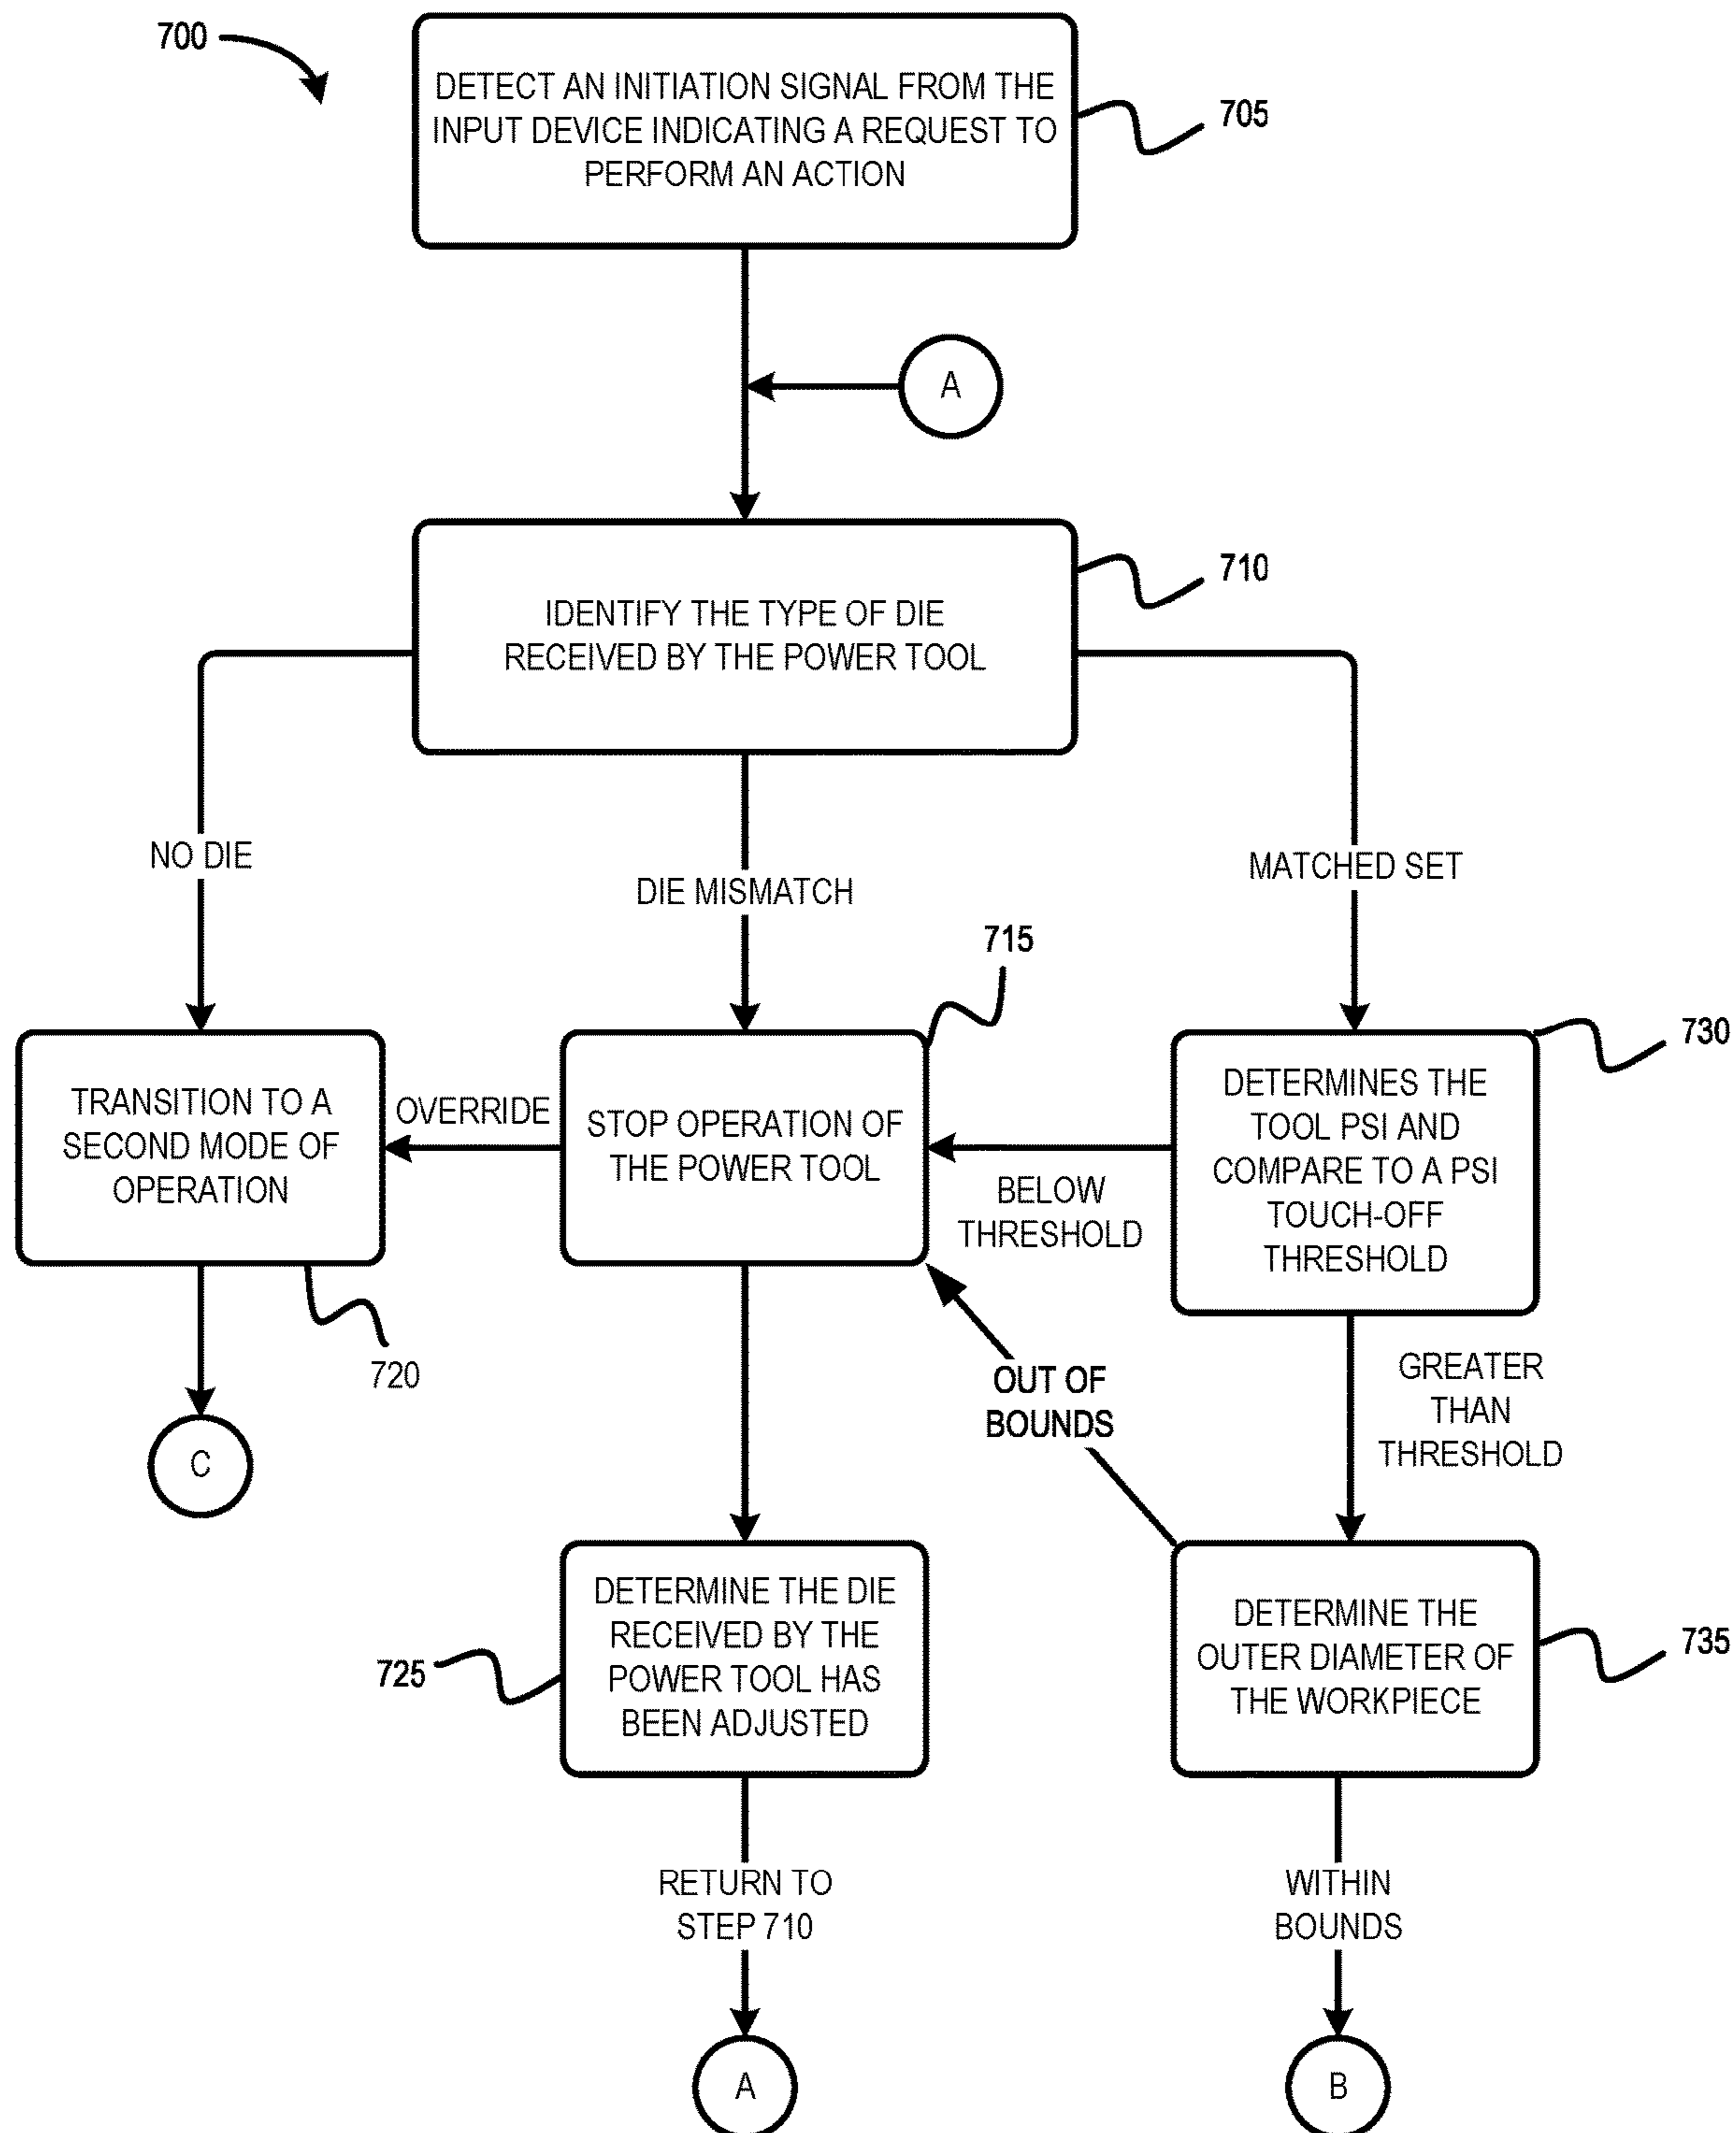 700
DETECT AN INITIATION SIGNAL FROM THE
INPUT DEVICE INDICATING A REQUEST TO
PERFORM AN ACTION
705
A
IDENTIFY THE TYPE OF DIE
RECEIVED BY THE POWER TOOL
710
NO DIE
DIE MISMATCH
MATCHED SET
715
730
TRANSITION TO A
SECOND MODE OF
OPERATION
OVERRIDE
STOP OPERATION OF
THE POWER TOOL
BELOW
THRESHOLD
DETERMINES THE
TOOL PSI AND
COMPARE TO A PSI
TOUCH-OFF
THRESHOLD
720
C
OUT OF
BOUNDS
GREATER
THAN
THRESHOLD
DETERMINE THE DIE
RECEIVED BY THE
POWER TOOL HAS
BEEN ADJUSTED
725
DETERMINE THE
OUTER DIAMETER OF
THE WORKPIECE
735
RETURN TO
STEP 710
WITHIN
BOUNDS
A
B